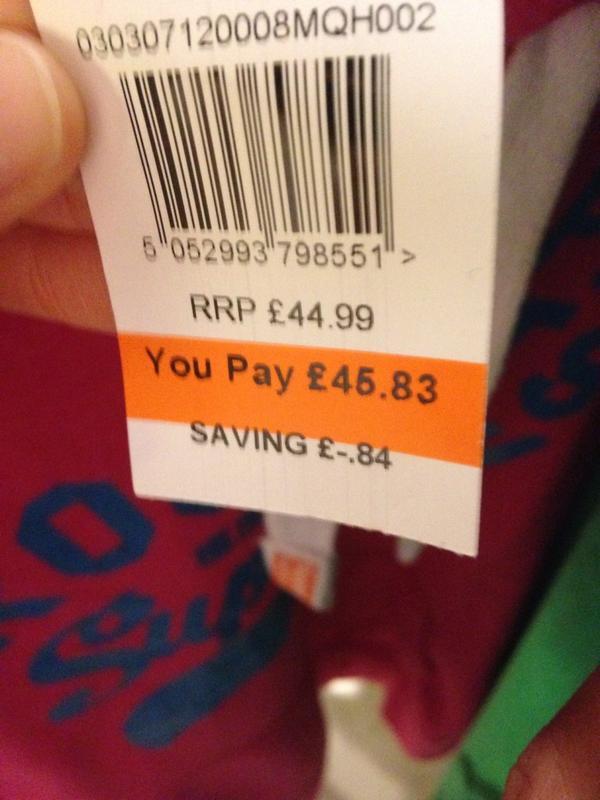 030307120008MQH002
5 052993 798551 >
RRP £44.99
You Pay £45.83
SAVING £-.84